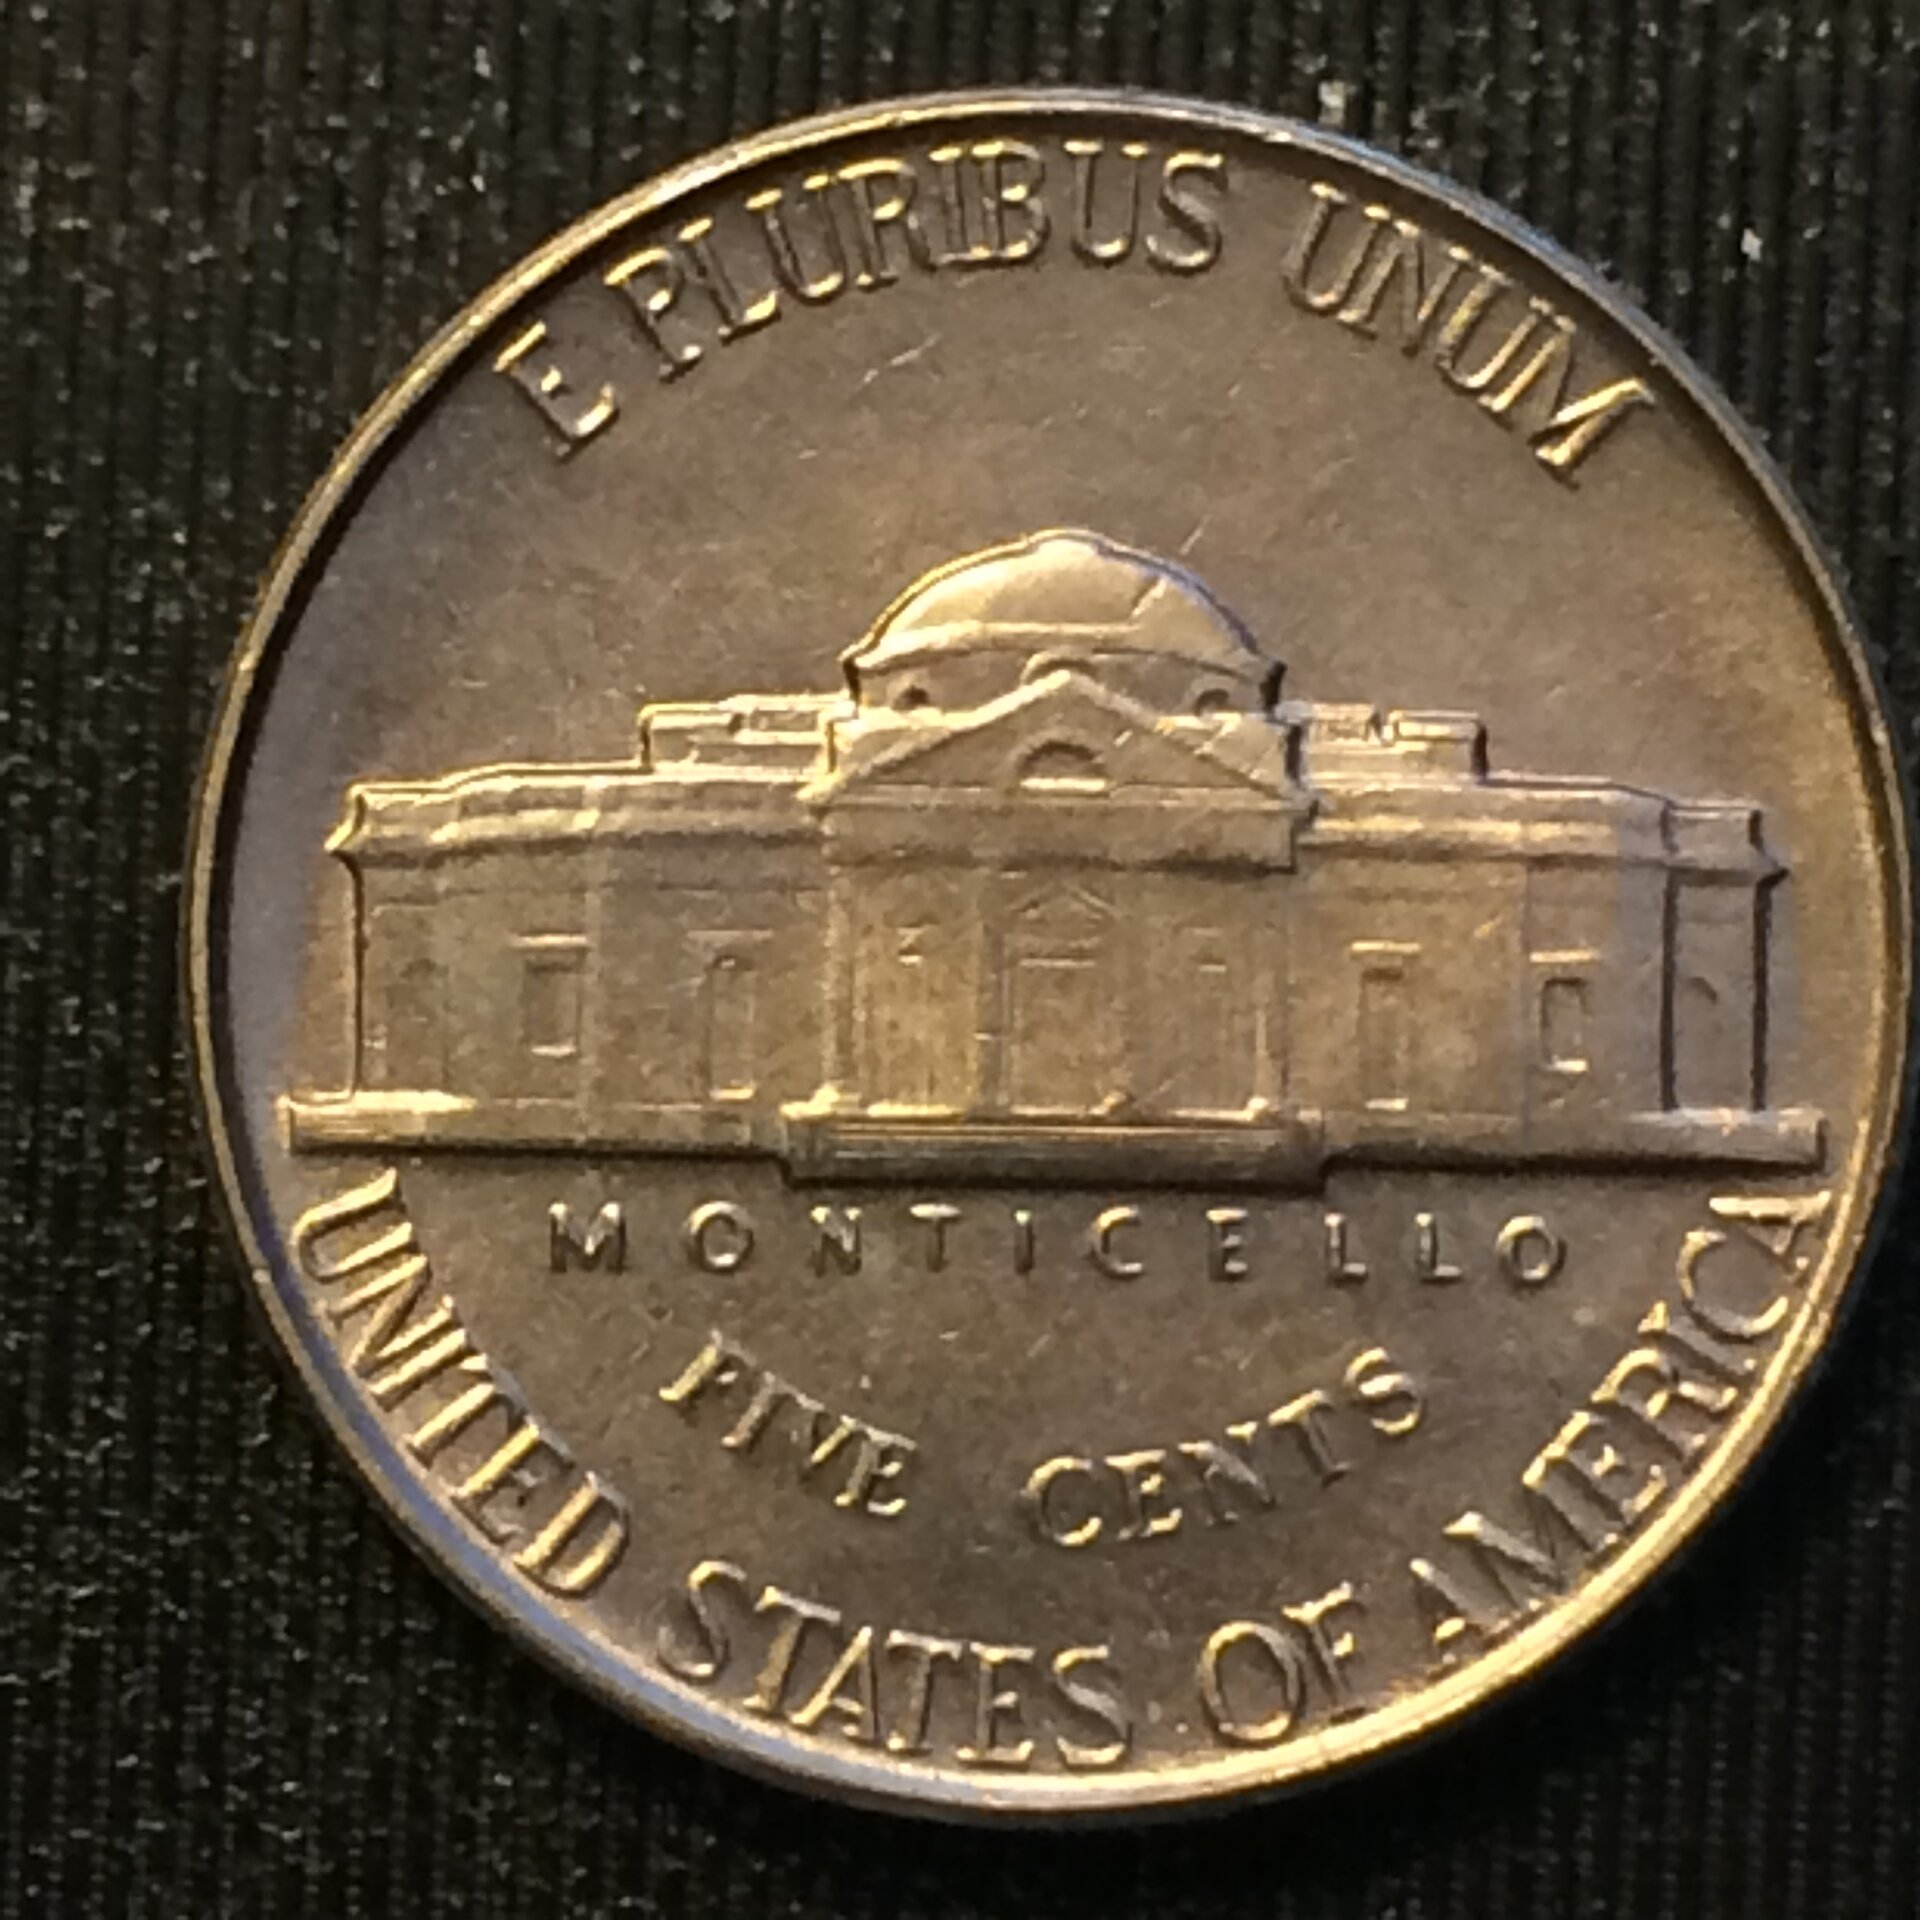 E PLURIBUS UNUM
MONTICELLO
FIVE CENTS
UNITED STATES OF AMERICA